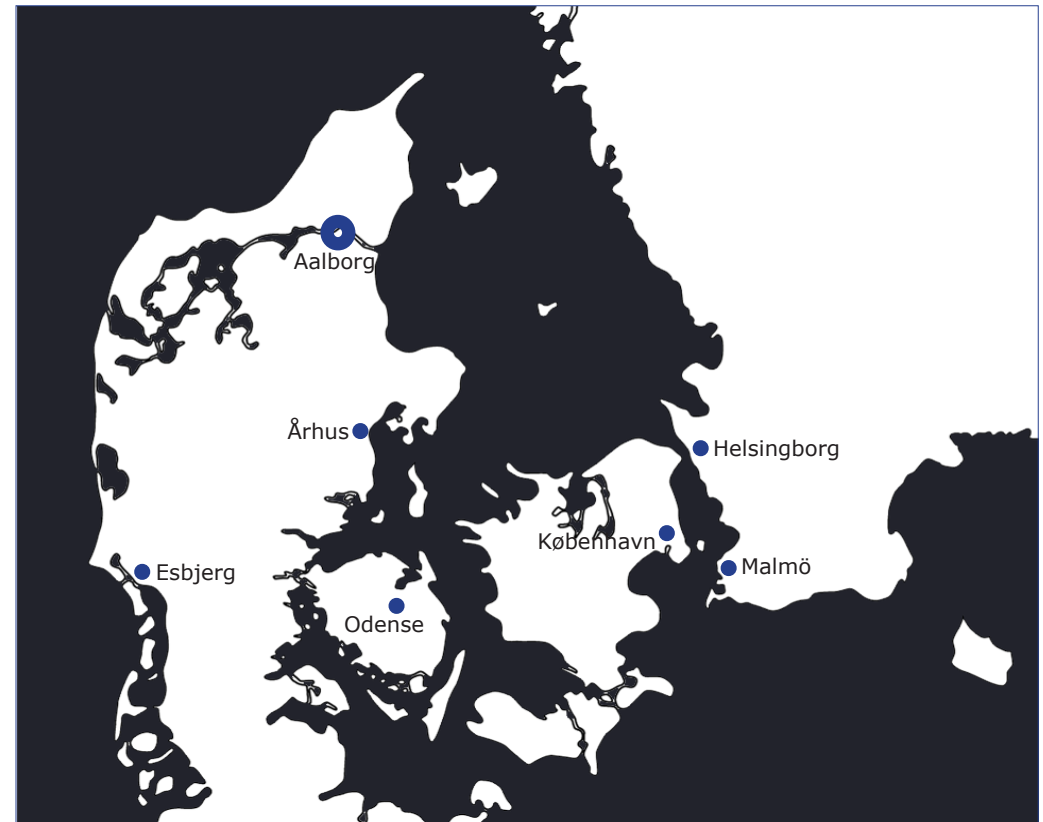 Aalborg
Århus
Helsingborg
København
Esbjerg
Malmö
Odense